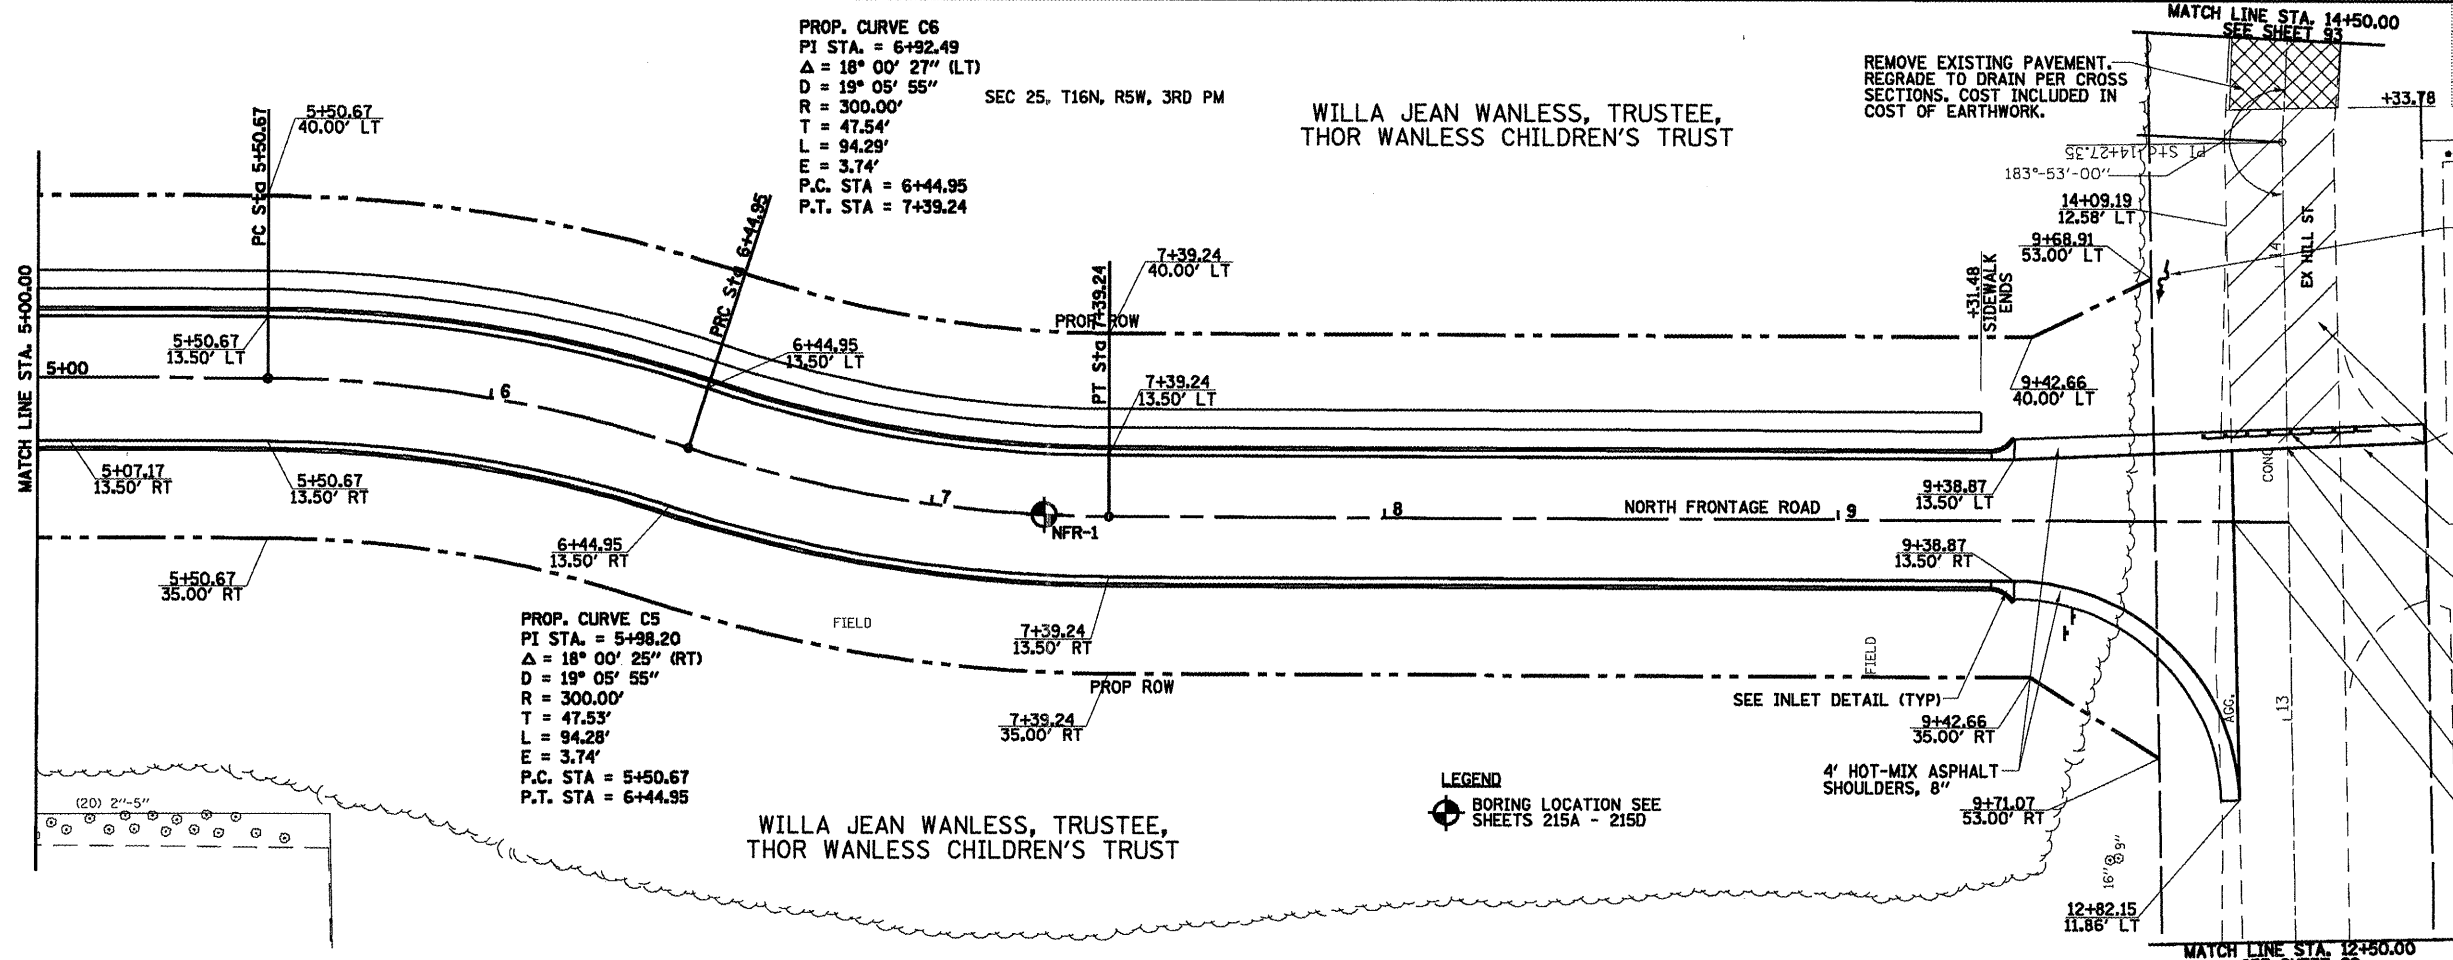 PROP. CURVE C6
PI STA. = 6+92.49
Δ = 18° 00' 27" (LT)
D = 19° 05' 55"
R = 300.00'
T = 47.54'
L = 94.29'
E = 3.74'
P.C. STA = 6+44.95
P.T. STA = 7+39.24
SEC 25, T16N, R5W, 3RD PM
WILLA JEAN WANLESS, TRUSTEE,
THOR WANLESS CHILDREN'S TRUST
MATCH LINE STA. 14+50.00
SEE SHEET 93
REMOVE EXISTING PAVEMENT.
REGRADE TO DRAIN PER CROSS
SECTIONS. COST INCLUDED IN
COST OF EARTHWORK.
+33.78
PI Sta 14+27.35
183°-53'-00"
14+09.19
12.58' LT
14
EX HILL ST
9+68.91
53.00' LT
+31.48
SIDEWALK
ENDS
9+42.66
40.00' LT
5+50.67
40.00' LT
PC Sta 5+50.67
PRC Sta 6+44.95
7+39.24
40.00' LT
PROP ROW
PT Sta 7+39.24
MATCH LINE STA. 5+00.00
5+50.67
13.50' LT
6+44.95
13.50' LT
7+39.24
13.50' LT
5+00
6
7
8
NORTH FRONTAGE ROAD
9
NFR-1
CONC
9+38.87
13.50' LT
9+38.87
13.50' RT
5+07.17
13.50' RT
5+50.67
13.50' RT
6+44.95
13.50' RT
5+50.67
35.00' RT
PROP. CURVE C5
PI STA. = 5+98.20
Δ = 18° 00' 25" (RT)
D = 19° 05' 55"
R = 300.00'
T = 47.53'
L = 94.28'
E = 3.74'
P.C. STA = 5+50.67
P.T. STA = 6+44.95
FIELD
7+39.24
13.50' RT
PROP ROW
7+39.24
35.00' RT
FIELD
SEE INLET DETAIL (TYP)
9+42.66
35.00' RT
4' HOT-MIX ASPHALT
SHOULDERS, 8"
9+71.07
53.00' RT
AGG.
13
LEGEND
BORING LOCATION SEE
SHEETS 215A - 215D
(20) 2"-5"
WILLA JEAN WANLESS, TRUSTEE,
THOR WANLESS CHILDREN'S TRUST
16"
9"
12+82.15
11.86' LT
MATCH LINE STA. 12+50.00